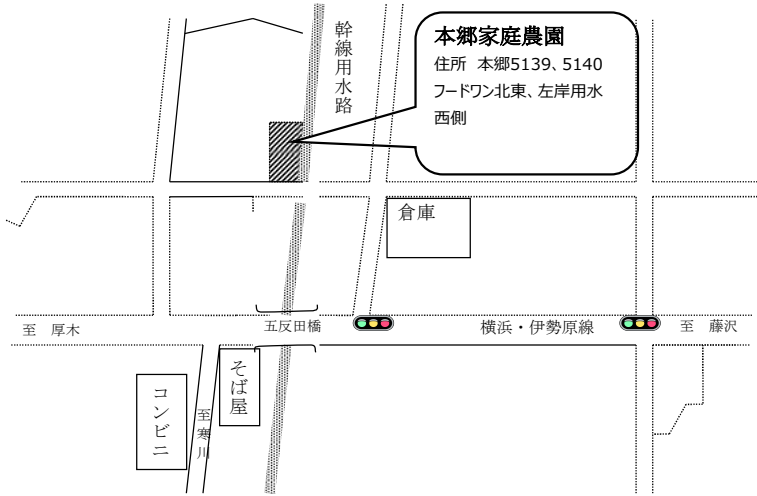 本郷家庭農園
住所 本郷5139、5140
フードワン北東、左岸用水
西側
幹線用水路
倉庫
至 厚木
五反田橋
横浜・伊勢原線
至 藤沢
そば屋
コンビニ
至寒川